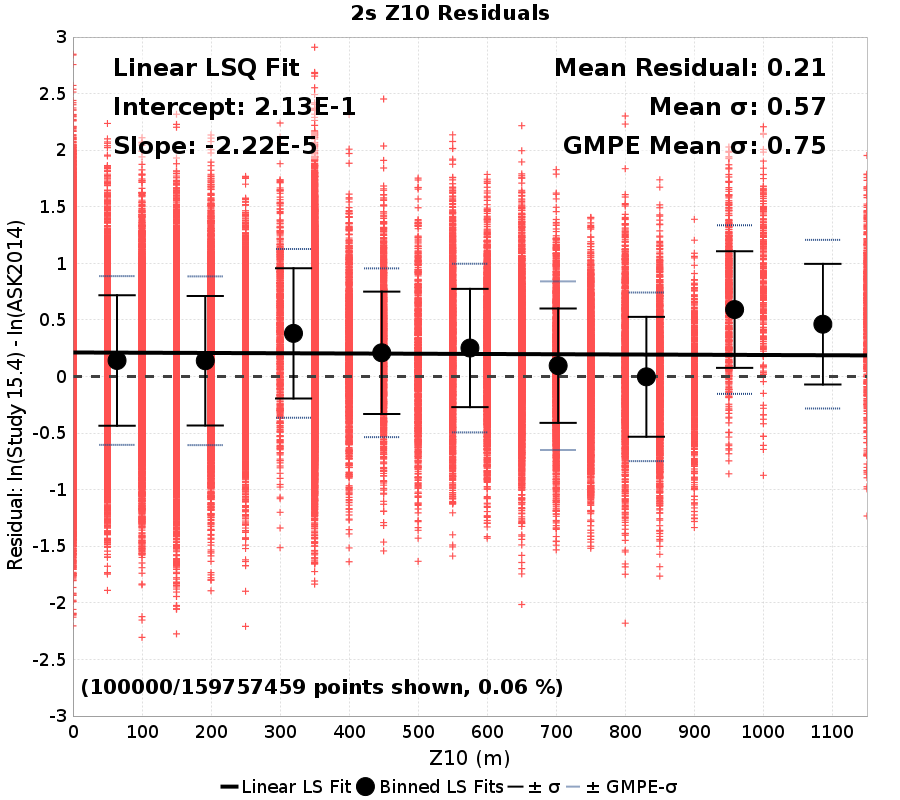 2s Z10 Residuals
Linear LSQ Fit
Intercept: 2.13E-1
Slope: -2.22E-5
Mean Residual: 0.21
Mean σ: 0.57
GMPE Mean σ: 0.75
Residual: ln(Study 15.4) - ln(ASK2014)
3
2.5
2
1.5
1
0.5
0
-0.5
-1
-1.5
-2
-2.5
-3
(100000/159757459 points shown, 0.06 %)
0 100 200 300 400 500 600 700 800 900 1000 1100
Z10 (m)
Linear LS Fit Binned LS Fits ± σ ± GMPE-σ